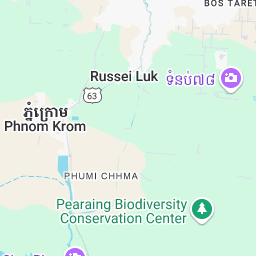 BOS TARET
Russei Luk
ទំនប់៧៨
63
ភ្នំក្រោម
Phnom Krom
PHUMI CHHMA
Pearaing Biodiversity
Conservation Center